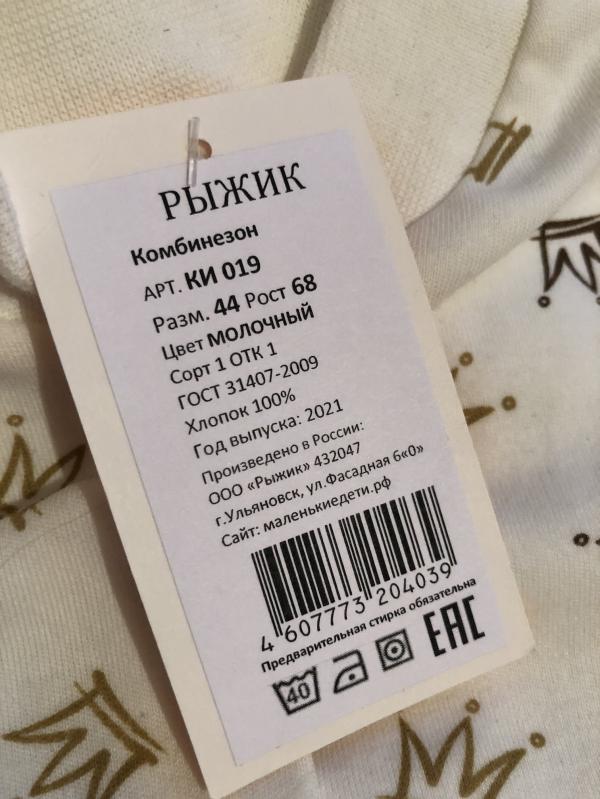 РЫЖИК
Комбинезон
АРТ. КИ 019
Разм. 44 Рост 68
Цвет МОЛОЧНЫЙ
Сорт 1 ОТК 1
ГОСТ 31407-2009
Хлопок 100%
Год выпуска: 2021
Произведено в России:
ООО «Рыжик» 432047
г.Ульяновск, ул.Фасадная 6«0»
Сайт: маленькиедети.рф
4 607773 204039
Предварительная стирка обязательна
40
ЕАС